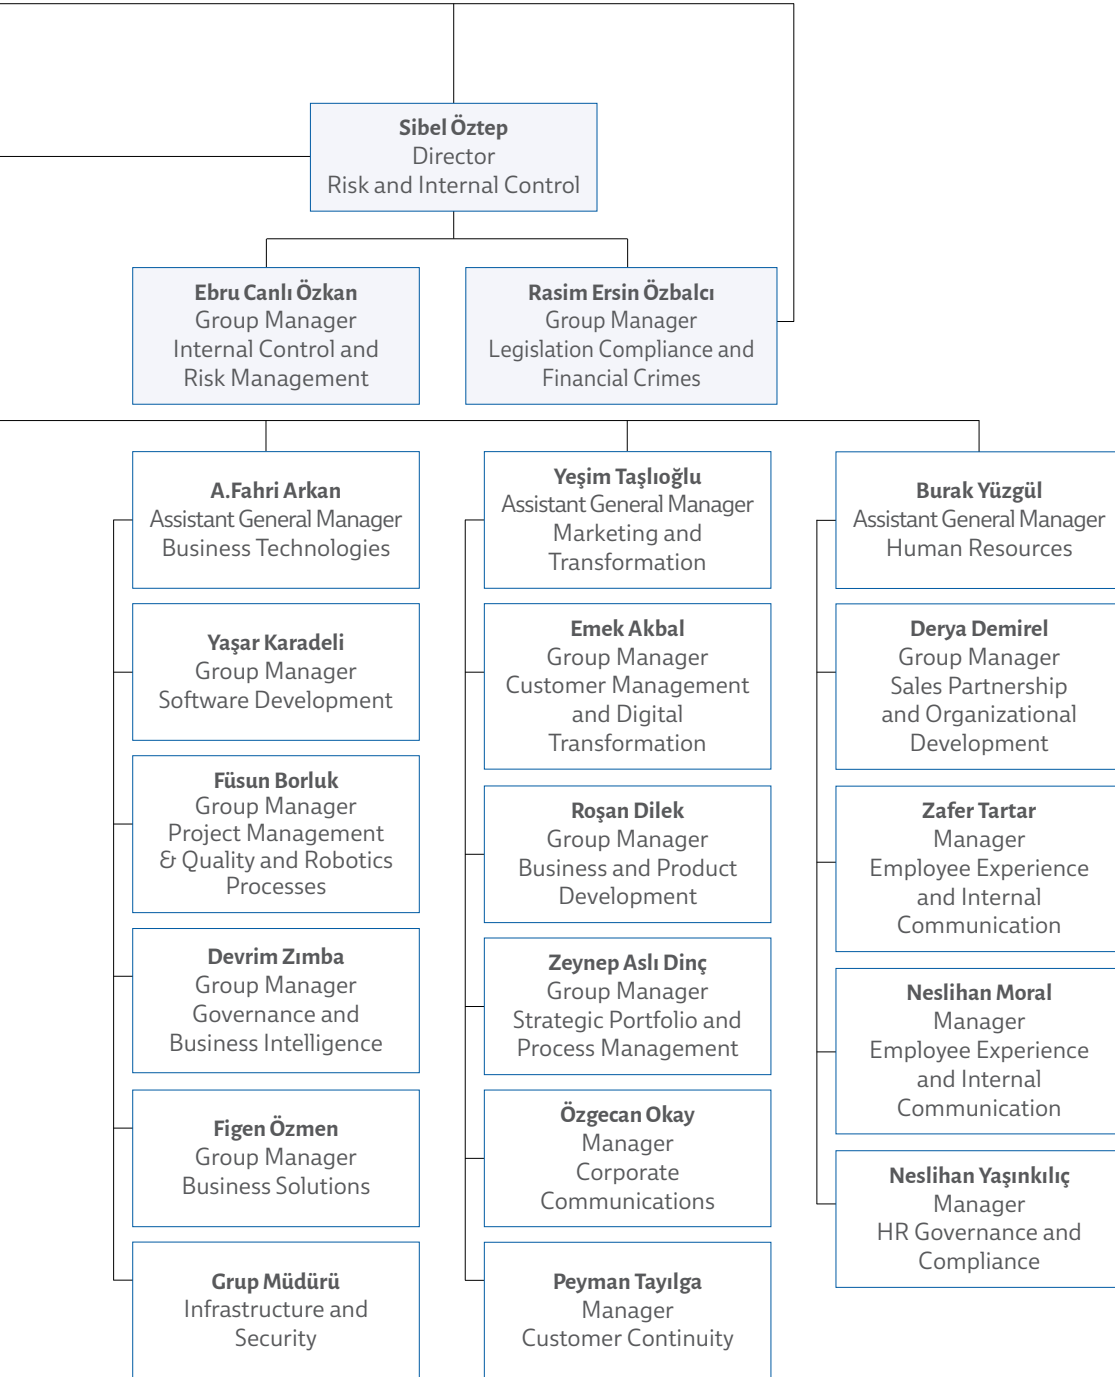 Sibel Öztep
Director
Risk and Internal Control
Ebru Canlı Özkan
Group Manager
Internal Control and
Risk Management
Rasim Ersin Özbalcı
Group Manager
Legislation Compliance and
Financial Crimes
A.Fahri Arkan
Assistant General Manager
Business Technologies
Yaşar Karadeli
Group Manager
Software Development
Füsun Borluk
Group Manager
Project Management
& Quality and Robotics
Processes
Devrim Zımba
Group Manager
Governance and
Business Intelligence
Figen Özmen
Group Manager
Business Solutions
Grup Müdürü
Infrastructure and
Security
Yeşim Taşlıoğlu
Assistant General Manager
Marketing and
Transformation
Emek Akbal
Group Manager
Customer Management
and Digital
Transformation
Roşan Dilek
Group Manager
Business and Product
Development
Zeynep Aslı Dinç
Group Manager
Strategic Portfolio and
Process Management
Özgecan Okay
Manager
Corporate
Communications
Peyman Tayılga
Manager
Customer Continuity
Burak Yüzgül
Assistant General Manager
Human Resources
Derya Demirel
Group Manager
Sales Partnership
and Organizational
Development
Zafer Tartar
Manager
Employee Experience
and Internal
Communication
Neslihan Moral
Manager
Employee Experience
and Internal
Communication
Neslihan Yaşınkılıç
Manager
HR Governance and
Compliance